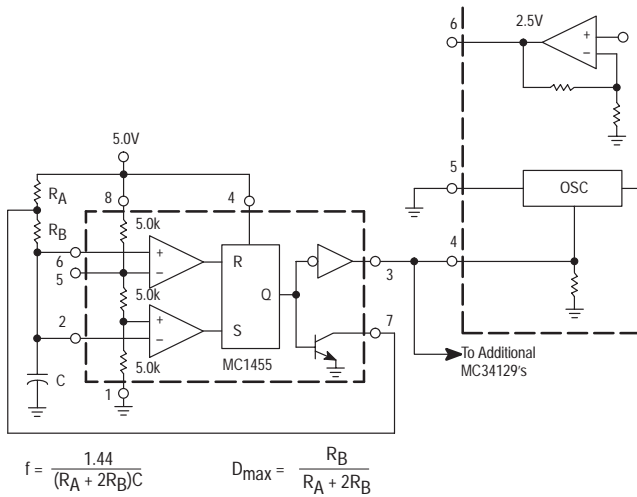 6
2.5V
+
−
5.0V
R_A
8
4
5
OSC
R_B
5.0k
6
+
−
R
3
4
5
5.0k
Q
7
2
+
−
S
To Additional
MC34129's
C
5.0k
MC1455
1
f = 1.44 / (R_A + 2R_B)C
D_max = R_B / R_A + 2R_B